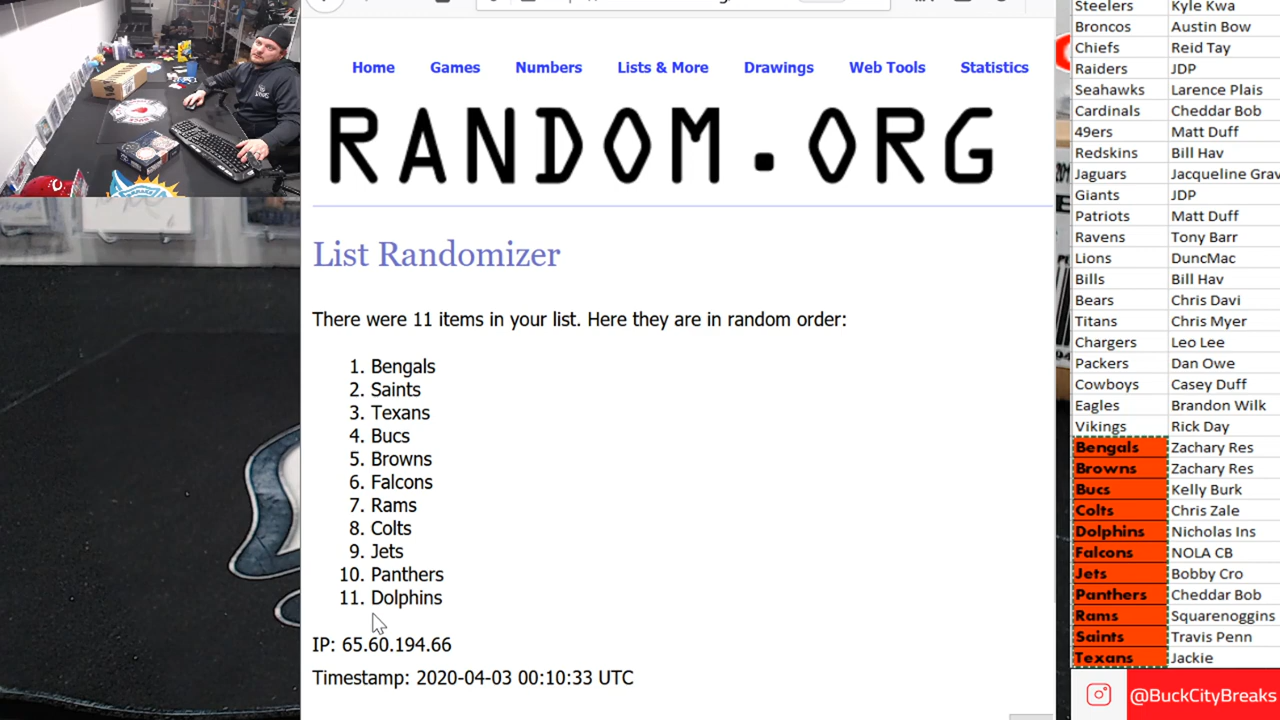 Home Games Numbers Lists & More Drawings Web Tools Statistics
RANDOM.ORG
List Randomizer
There were 11 items in your list. Here they are in random order:
1. Bengals
2. Saints
3. Texans
4. Bucs
5. Browns
6. Falcons
7. Rams
8. Colts
9. Jets
10. Panthers
11. Dolphins
IP: 65.60.194.66
Timestamp: 2020-04-03 00:10:33 UTC
Steelers Kyle Kwa
Broncos Austin Bow
Chiefs Reid Tay
Raiders JDP
Seahawks Larence Plais
Cardinals Cheddar Bob
49ers Matt Duff
Redskins Bill Hav
Jaguars Jacqueline Grav
Giants JDP
Patriots Matt Duff
Ravens Tony Barr
Lions DuncMac
Bills Bill Hav
Bears Chris Davi
Titans Chris Myer
Chargers Leo Lee
Packers Dan Owe
Cowboys Casey Duff
Eagles Brandon Wilk
Vikings Rick Day
Bengals Zachary Res
Browns Zachary Res
Bucs Kelly Burk
Colts Chris Zale
Dolphins Nicholas Ins
Falcons NOLA CB
Jets Bobby Cro
Panthers Cheddar Bob
Rams Squarenoggins
Saints Travis Penn
Texans Jackie
@BuckCityBreaks